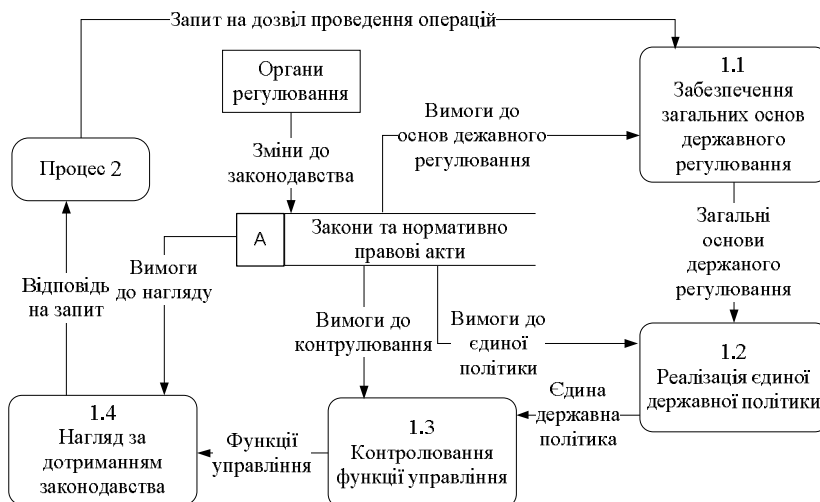 Запит на дозвіл проведення операцій
Органи
регулювання
1.1
Забезпечення
загальних основ
державного
регулювання
Вимоги до
основ дежавного
регулювання
Процес 2
Зміни до
законодавства
А
Закони та нормативно
правові акти
Загальні
основи
держаного
регулювання
Відповідь
на запит
Вимоги
до нагляду
Вимоги до
контрулювання
Вимоги до
єдиної
політики
1.2
Реалізація єдиної
державної політики
1.4
Нагляд за
дотриманням
законодавства
Функції
управління
1.3
Контролювання
функції управління
Єдина
державна
політика